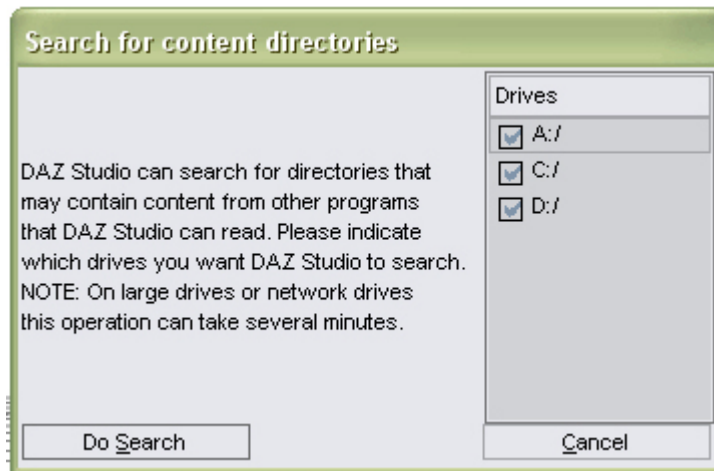 Search for content directories
Drives
A:/
C:/
D:/
DAZ Studio can search for directories that
may contain content from other programs
that DAZ Studio can read. Please indicate
which drives you want DAZ Studio to search.
NOTE: On large drives or network drives
this operation can take several minutes.
Do Search
Cancel